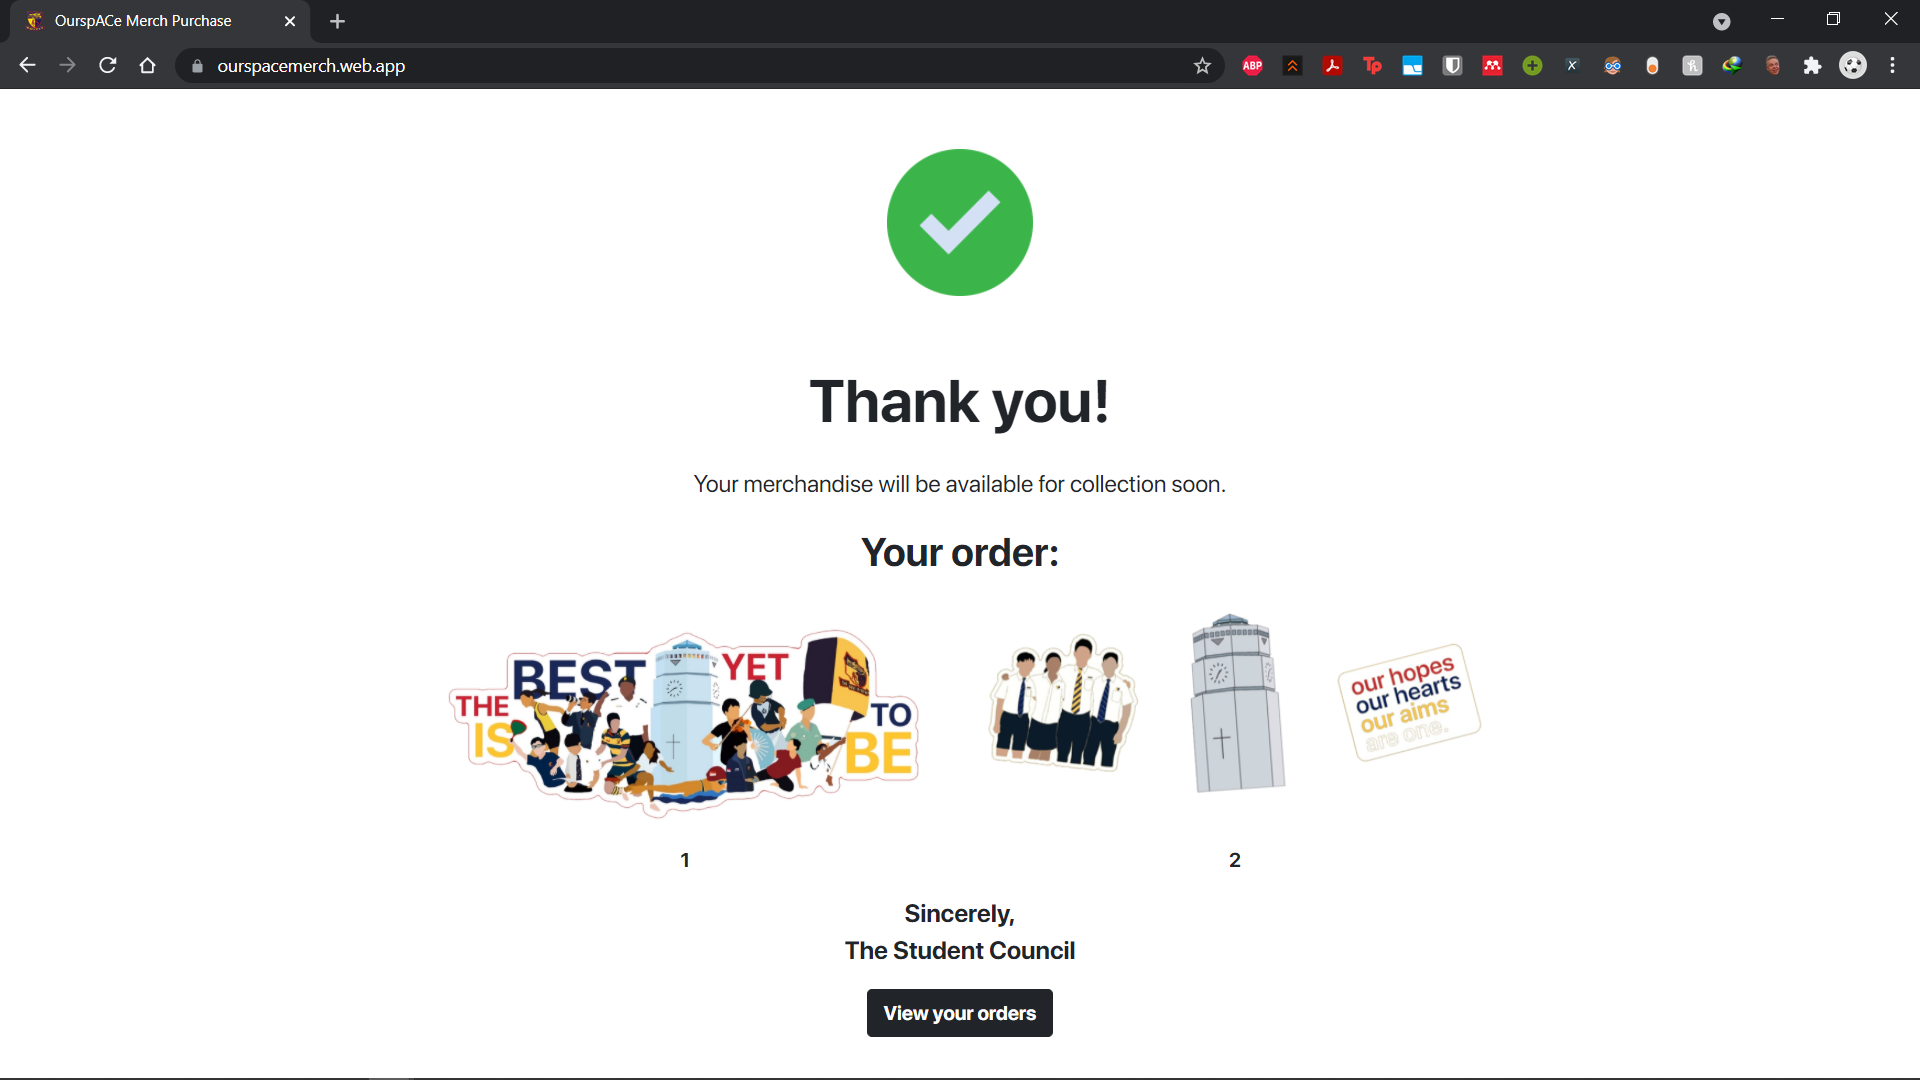 OurspACe Merch Purchase
ourspacemerch.web.app
ABP
Tp
Thank you!
Your merchandise will be available for collection soon.
Your order:
THE BEST YET
IS TO BE
our hopes
our hearts
our aims
are one.
1
2
Sincerely,
The Student Council
View your orders